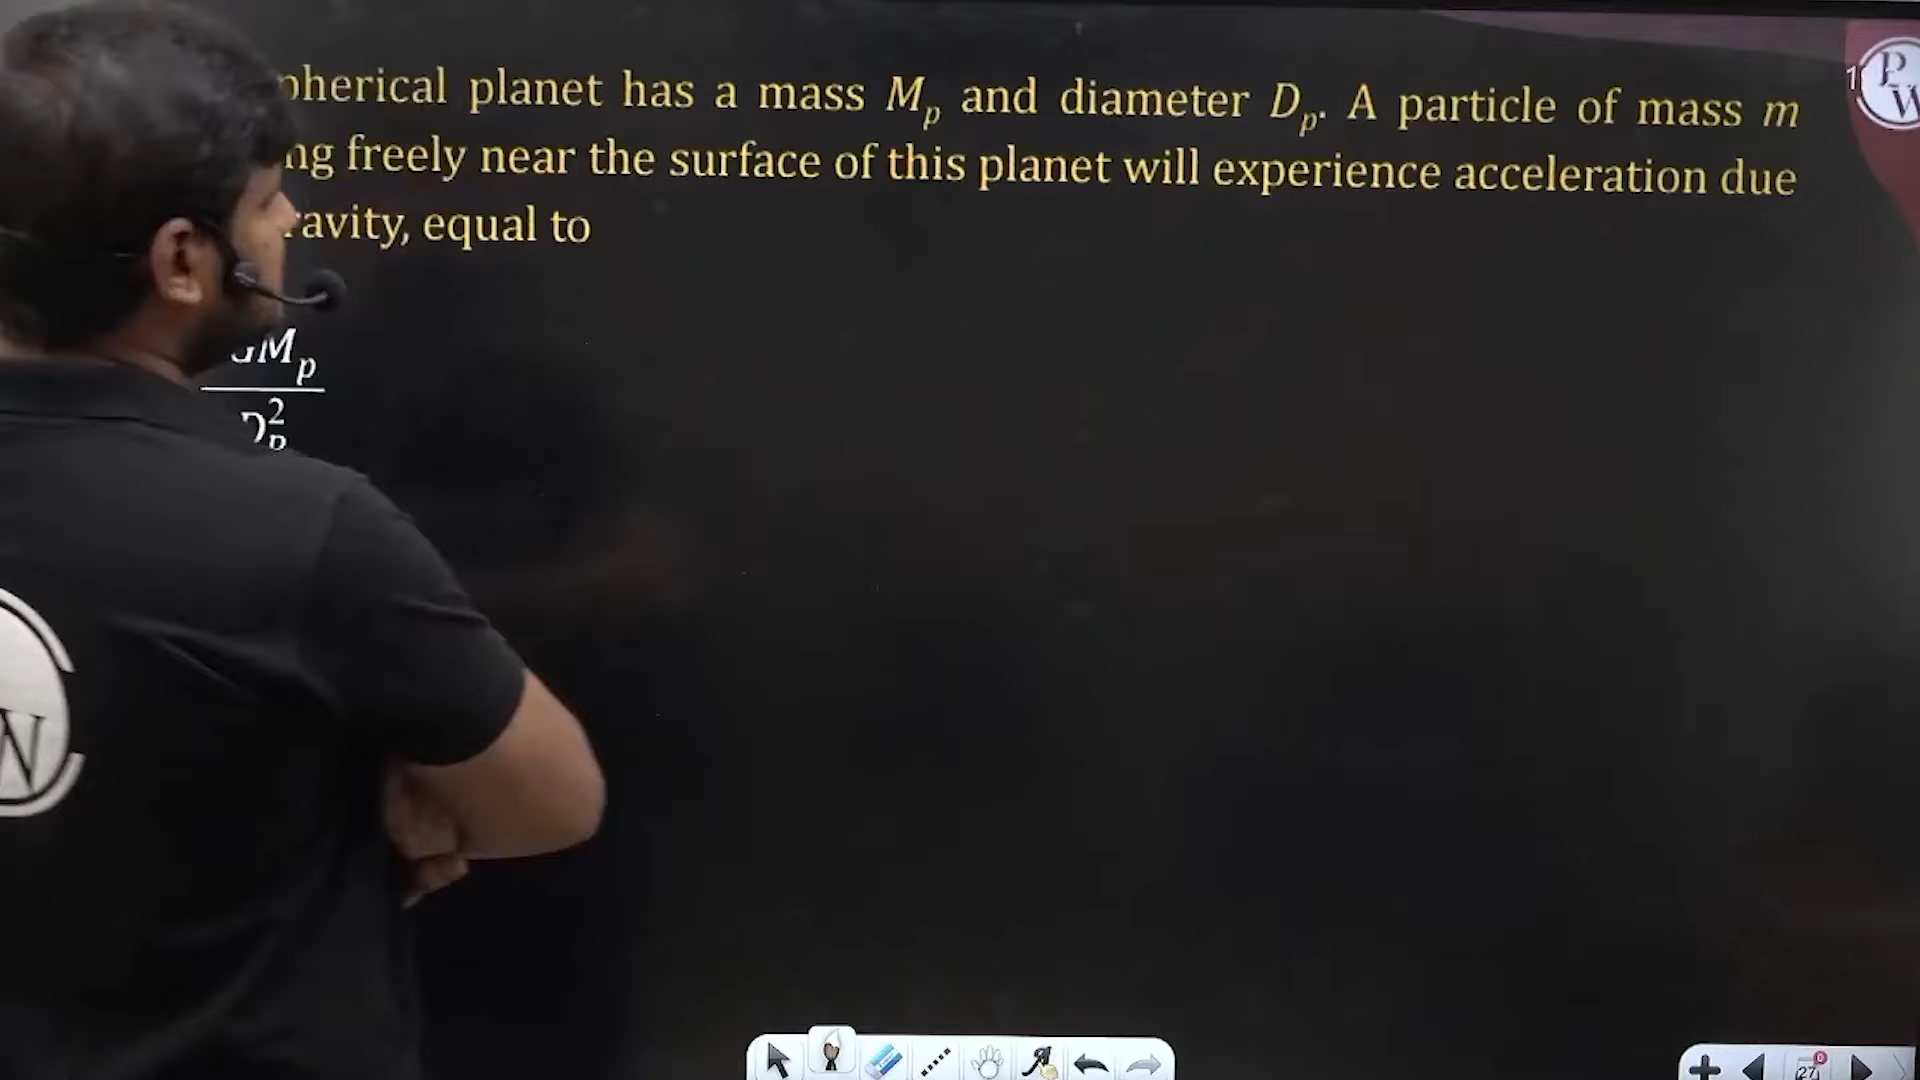 pherical planet has a mass M_p and diameter D_p. A particle of mass m
ng freely near the surface of this planet will experience acceleration due
ravity, equal to
M_p
D_p^2
P
W
W
27